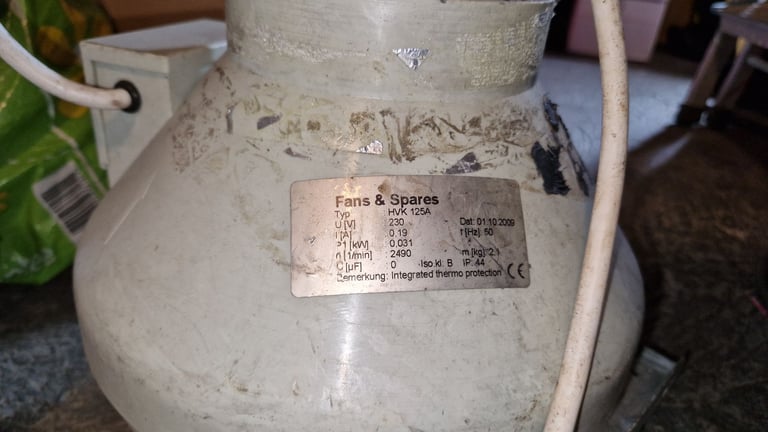 Fans & Spares
Typ HVK 125A
U [V] 230 Dat: 01.10.2009
I [A] 0.19 f [Hz]: 50
P1 [kW] 0.031
n [1/min] 2490 m [kg]: 2.1
C [µF] 0 Iso.kl. B IP: 44
Bemerkung: Integrated thermo protection CE